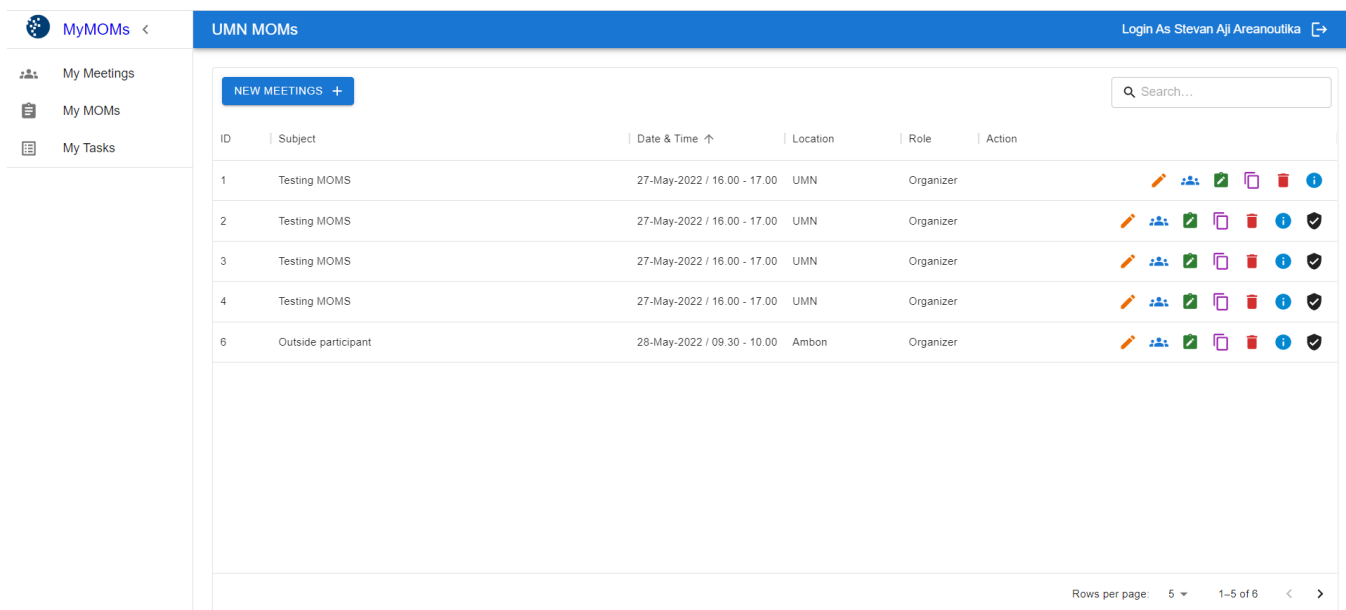 MyMOMs
UMN MOMs
Login As Stevan Aji Areanoutika
My Meetings
My MOMs
My Tasks
NEW MEETINGS +
Search...
ID Subject Date & Time Location Role Action
1 Testing MOMS 27-May-2022 / 16.00 - 17.00 UMN Organizer
2 Testing MOMS 27-May-2022 / 16.00 - 17.00 UMN Organizer
3 Testing MOMS 27-May-2022 / 16.00 - 17.00 UMN Organizer
4 Testing MOMS 27-May-2022 / 16.00 - 17.00 UMN Organizer
6 Outside participant 28-May-2022 / 09.30 - 10.00 Ambon Organizer
Rows per page: 5 1–5 of 6